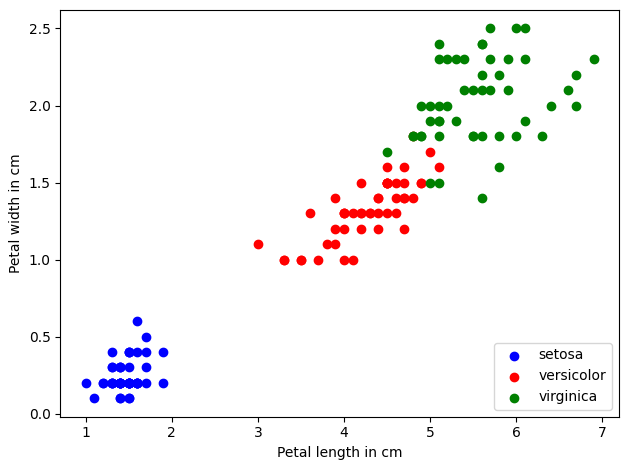 2.5
2.0
1.5
1.0
0.5
0.0
Petal width in cm
1
2
3
4
5
6
7
Petal length in cm
setosa
versicolor
virginica